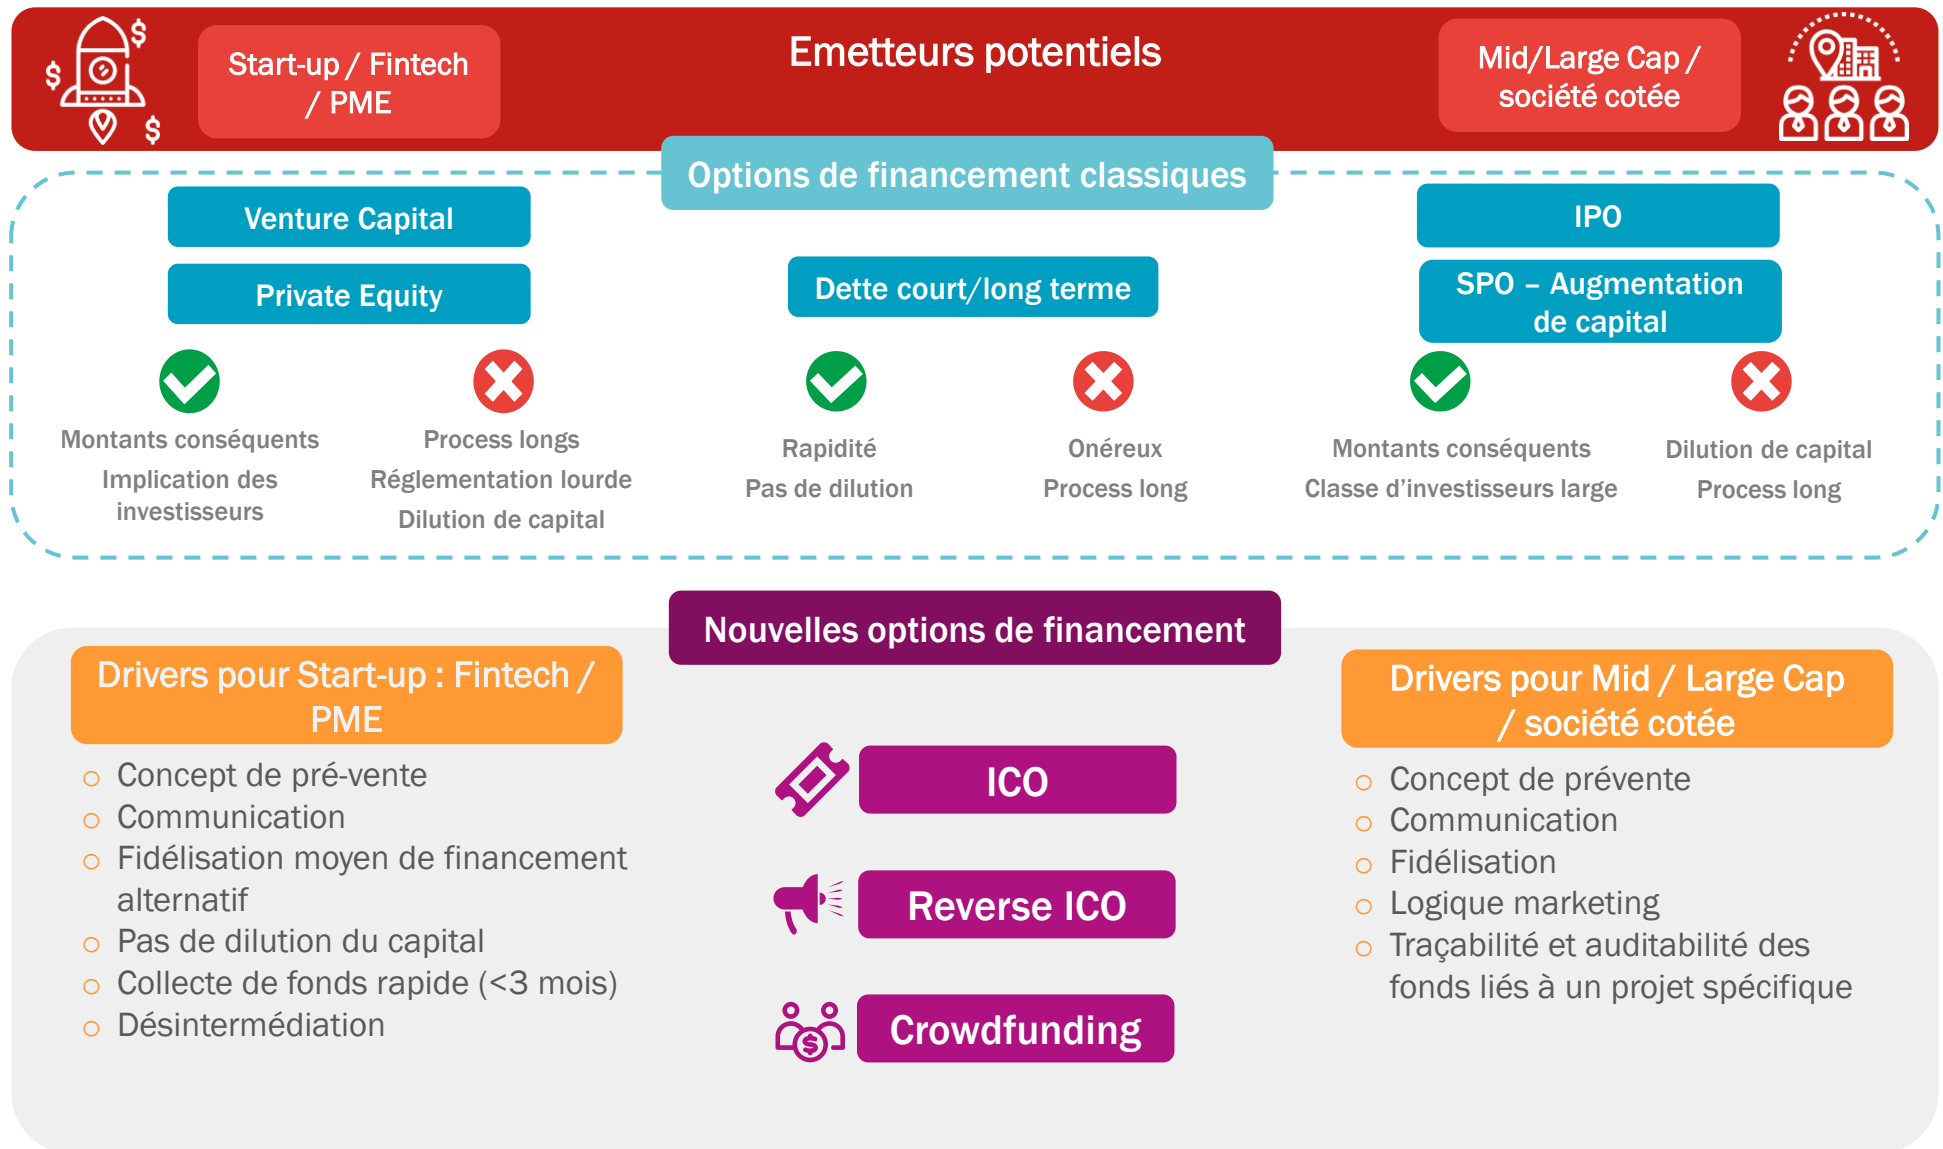 Emetteurs potentiels
Start-up / Fintech
/ PME
Mid/Large Cap /
société cotée
Options de financement classiques
Venture Capital
Private Equity
Montants conséquents
Implication des
investisseurs
Process longs
Réglementation lourde
Dilution de capital
Dette court/long terme
Rapidité
Pas de dilution
Onéreux
Process long
IPO
SPO – Augmentation
de capital
Montants conséquents
Classe d’investisseurs large
Dilution de capital
Process long
Nouvelles options de financement
Drivers pour Start-up : Fintech /
PME
Concept de pré-vente
Communication
Fidélisation moyen de financement
alternatif
Pas de dilution du capital
Collecte de fonds rapide (<3 mois)
Désintermédiation
ICO
Reverse ICO
Crowdfunding
Drivers pour Mid / Large Cap
/ société cotée
Concept de prévente
Communication
Fidélisation
Logique marketing
Traçabilité et auditabilité des
fonds liés à un projet spécifique